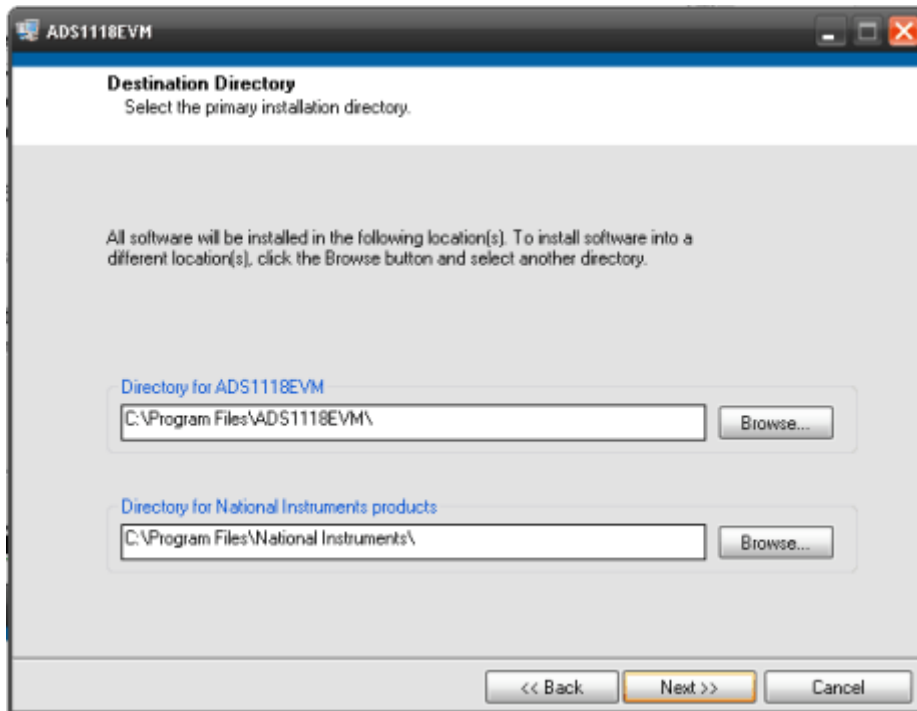 ADS1118EVM
Destination Directory
Select the primary installation directory.
All software will be installed in the following location(s). To install software into a
different location(s), click the Browse button and select another directory.
Directory for ADS1118EVM
C:\Program Files\ADS1118EVM\
Browse...
Directory for National Instruments products
C:\Program Files\National Instruments\
Browse...
<< Back
Next >>
Cancel